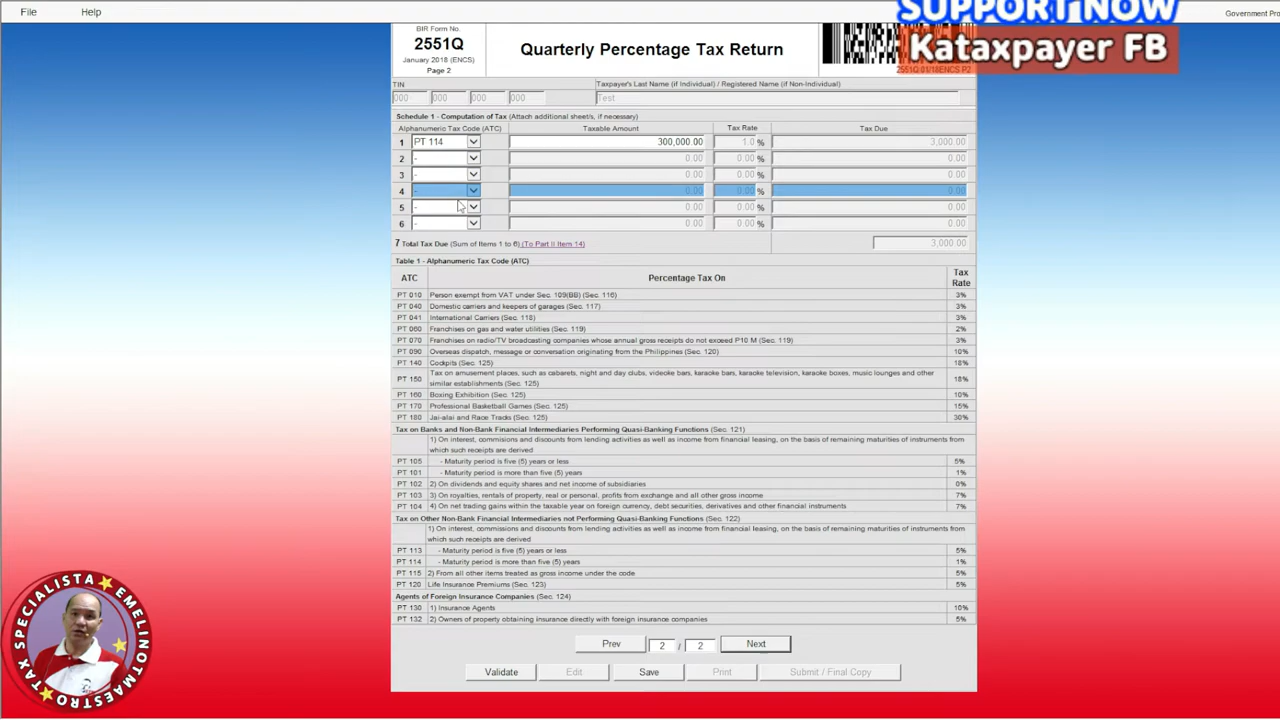 File Help
SUPPORT NOW
Kataxpayer FB
Government Pro
BIR Form No.
2551Q
January 2018 (ENCS)
Page 2
Quarterly Percentage Tax Return
2551Q:01/18ENCS P2
TIN Taxpayer's Last Name (if Individual) / Registered Name (if Non-Individual)
000 000 000 000 Test
Schedule 1 - Computation of Tax (Attach additional sheet/s, if necessary)
Alphanumeric Tax Code (ATC) Taxable Amount Tax Rate Tax Due
1 PT 114 300,000.00 1.0 % 3,000.00
2 - 0.00 0.00 % 0.00
3 - 0.00 0.00 % 0.00
4 - 0.00 0.00 % 0.00
5 - 0.00 0.00 % 0.00
6 - 0.00 0.00 % 0.00
7 Total Tax Due (Sum of Items 1 to 6) (To Part II Item 14) 3,000.00
Table 1 - Alphanumeric Tax Code (ATC)
ATC Percentage Tax On Tax Rate
PT 010 Person exempt from VAT under Sec. 109(BB) (Sec. 116) 3%
PT 040 Domestic carriers and keepers of garages (Sec. 117) 3%
PT 041 International Carriers (Sec. 118) 3%
PT 060 Franchises on gas and water utilities (Sec. 119) 2%
PT 070 Franchises on radio/TV broadcasting companies whose annual gross receipts do not exceed P10 M (Sec. 119) 3%
PT 090 Overseas dispatch, message or conversation originating from the Philippines (Sec. 120) 10%
PT 140 Cockpits (Sec. 125) 18%
PT 150 Tax on amusement places, such as cabarets, night and day clubs, videoke bars, karaoke bars, karaoke television, karaoke boxes, music lounges and other
similar establishments (Sec. 125) 18%
PT 160 Boxing Exhibition (Sec. 125) 10%
PT 170 Professional Basketball Games (Sec. 125) 15%
PT 180 Jai-alai and Race Tracks (Sec. 125) 30%
Tax on Banks and Non-Bank Financial Intermediaries Performing Quasi-Banking Functions (Sec. 121)
1) On interest, commisions and discounts from lending activities as well as income from financial leasing, on the basis of remaining maturities of instruments from
which such receipts are derived
PT 105 - Maturity period is five (5) years or less 5%
PT 101 - Maturity period is more than five (5) years 1%
PT 102 2) On dividends and equity shares and net income of subsidiaries 0%
PT 103 3) On royalties, rentals of property, real or personal, profits from exchange and all other gross income 7%
PT 104 4) On net trading gains within the taxable year on foreign currency, debt securities, derivatives and other financial instruments 7%
Tax on Other Non-Bank Financial Intermediaries not Performing Quasi-Banking Functions (Sec. 122)
1) On interest, commissions and discounts from lending activities as well as income from financial leasing, on the basis of remaining maturities of instruments from
which such receipts are derived
PT 113 - Maturity period is five (5) years or less 5%
PT 114 - Maturity period is more than five (5) years 1%
PT 115 2) From all other items treated as gross income under the code 5%
PT 120 Life Insurance Premiums (Sec. 123) 5%
Agents of Foreign Insurance Companies (Sec. 124)
PT 130 1) Insurance Agents 10%
PT 132 2) Owners of property obtaining insurance directly with foreign insurance companies 5%
Prev 2 / 2 Next
Validate Edit Save Print Submit / Final Copy
TAX SPECIALISTA EMELINOTMAESTRO